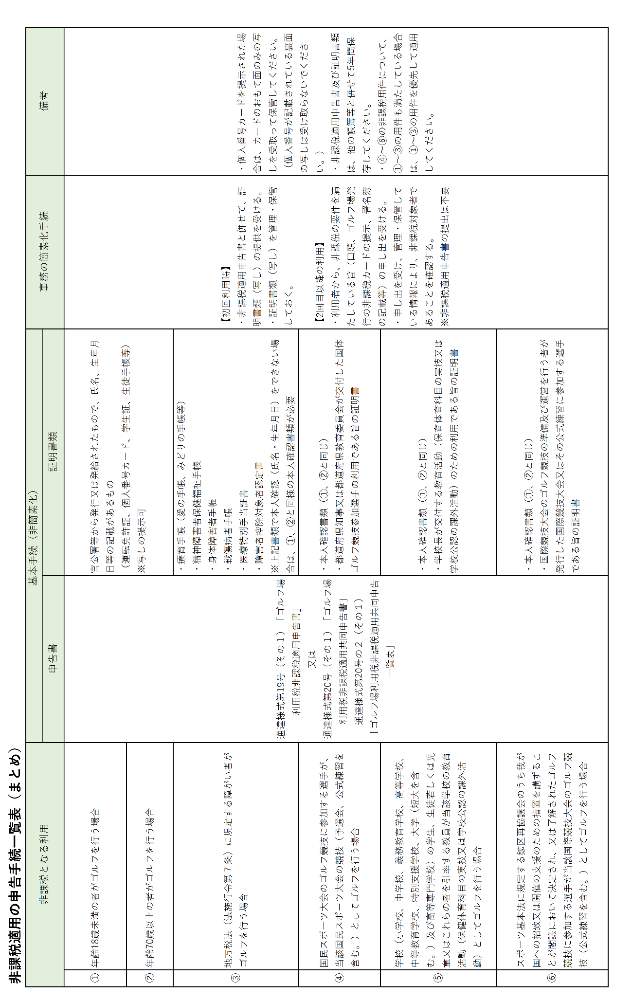 非課税適用の申告手続一覧表（まとめ）
非課税となる利用
基本手続（非簡素化）
事務の簡素化手続
備考
申告書
証明書類
①
年齢18歳未満の者がゴルフを行う場合
②
年齢70歳以上の者がゴルフを行う場合
③
地方税法（法施行令第７条）に規定する障がい者が
ゴルフを行う場合
④
国民スポーツ大会のゴルフ競技に参加する選手が、
当該国民スポーツ大会の競技（予選会、公式練習を
含む。）としてゴルフを行う場合
⑤
学校（小学校、中学校、義務教育学校、高等学校、
中等教育学校、特別支援学校、大学（短大を含
む。）及び高等専門学校）の学生、生徒若しくは児
童又はこれらの者を引率する教員が当該学校の教育
活動（保健体育科目の実技又は学校公認の課外活
動）としてゴルフを行う場合
⑥
スポーツ基本法に規定する鉱区再協議会のうち我が
国への招致又は開催の支援のための措置を講ずるこ
とが閣議において決定され、又は了解されたゴルフ
競技に参加する選手が当該国際競技大会のゴルフ競
技（公式練習を含む。）としてゴルフを行う場合
通達様式第19号（その１）「ゴルフ場
利用税非課税適用申告書」
又は
通達様式第20号（その１）「ゴルフ場
利用税非課税適用共同申告書」
通達様式第20号の２（その１）
「ゴルフ場利用税非課税適用共同申告
一覧表」
官公署等から発行又は発給されたもので、氏名、生年月
日等の記載があるもの
（運転免許証、個人番号カード、学生証、生徒手帳等）
※写しの提示可
・療育手帳（愛の手帳、みどりの手帳等）
・精神障害者保健福祉手帳
・身体障害者手帳
・戦傷病者手帳
・医療特別手当証書
・障害者控除対象者認定書
※上記書類で本人確認（氏名・生年月日）をできない場
合は、①、②と同様の本人確認書類が必要
・本人確認書類（①、②と同じ）
・都道府県知事又は都道府県教育委員会が交付した国体
ゴルフ競技参加選手の利用である旨の証明書
・本人確認書類（①、②と同じ）
・学校長が交付する教育活動（保育体育科目の実技又は
学校公認の課外活動）のための利用である旨の証明書
・本人確認書類（①、②と同じ）
・国際競技大会のゴルフ競技の準備及び運営を行う者が
発行した国際競技大会又はその公式練習に参加する選手
である旨の証明書
【初回利用時】
・非課税適用申告書と併せて、証
明書類（写し）の提供を受ける。
・証明書類（写し）を管理・保管
しておく。
【2回目以降の利用】
・利用者から、非課税の要件を満
たしている旨（口頭、ゴルフ場発
行の非課税カードの提示、署名簿
の記載等）の申し出を受ける。
・申し出を受け、管理・保管して
いる情報により、非課税対象者で
あることを確認する。
※非課税適用申告書の提出は不要
・個人番号カードを提示された場
合は、カードのおもて面のみの写
しを受取って保管してください。
（個人番号が記載されている裏面
の写しは受け取らないでくださ
い。）
・非課税適用申告書及び証明書類
は、他の帳簿等と併せて5年間保
存してください。
・④～⑥の非課税用件について、
①～③の用件も満たしている場合
は、①～③の用件を優先して適用
してください。